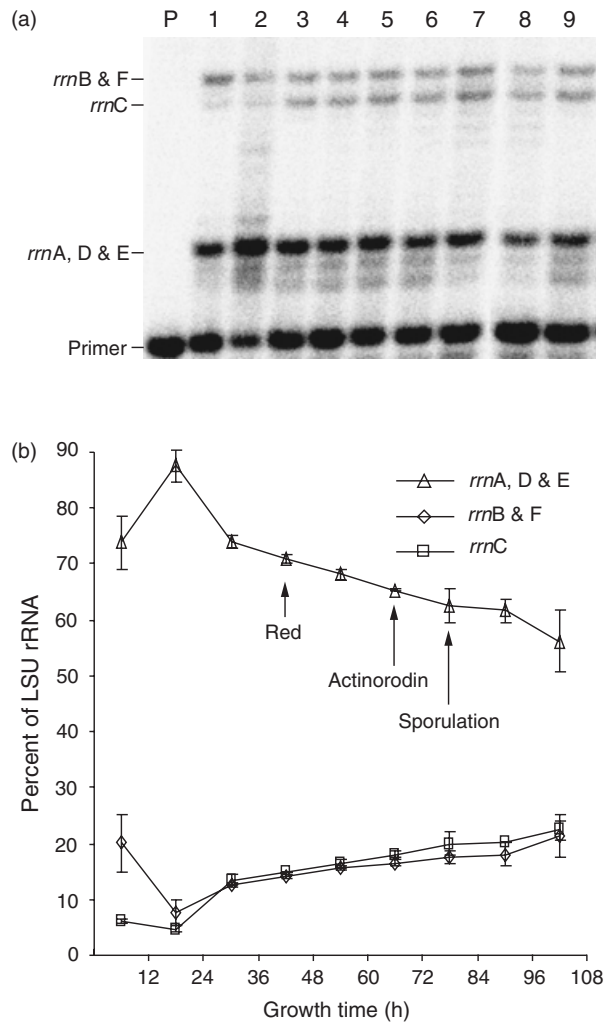 (a) P 1 2 3 4 5 6 7 8 9
rrnB & F
rrnC
rrnA, D & E
Primer
(b)
90
80
70
60
50
40
30
20
10
0
Percent of LSU rRNA
rrnA, D & E
rrnB & F
rrnC
Red
Actinorodin
Sporulation
12 24 36 48 60 72 84 96 108
Growth time (h)